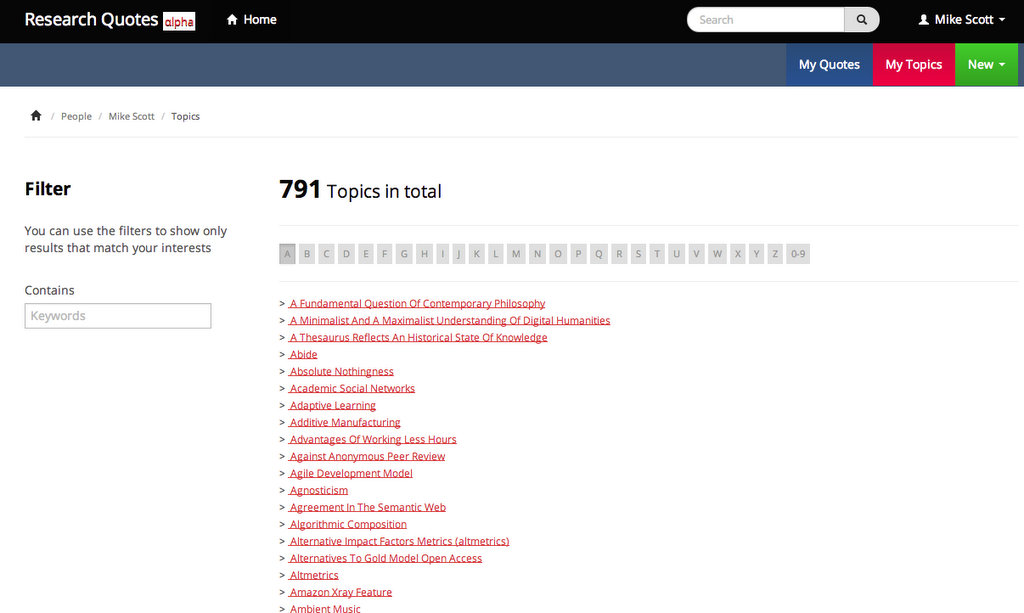 Research Quotes alpha
Home
Search
Mike Scott
My Quotes
My Topics
New
/ People / Mike Scott / Topics
Filter
You can use the filters to show only
results that match your interests
Contains
Keywords
791 Topics in total
A B C D E F G H I J K L M N O P Q R S T U V W X Y Z 0-9
> A Fundamental Question Of Contemporary Philosophy
> A Minimalist And A Maximalist Understanding Of Digital Humanities
> A Thesaurus Reflects An Historical State Of Knowledge
> Abide
> Absolute Nothingness
> Academic Social Networks
> Adaptive Learning
> Additive Manufacturing
> Advantages Of Working Less Hours
> Against Anonymous Peer Review
> Agile Development Model
> Agnosticism
> Agreement In The Semantic Web
> Algorithmic Composition
> Alternative Impact Factors Metrics (altmetrics)
> Alternatives To Gold Model Open Access
> Altmetrics
> Amazon Xray Feature
> Ambient Music